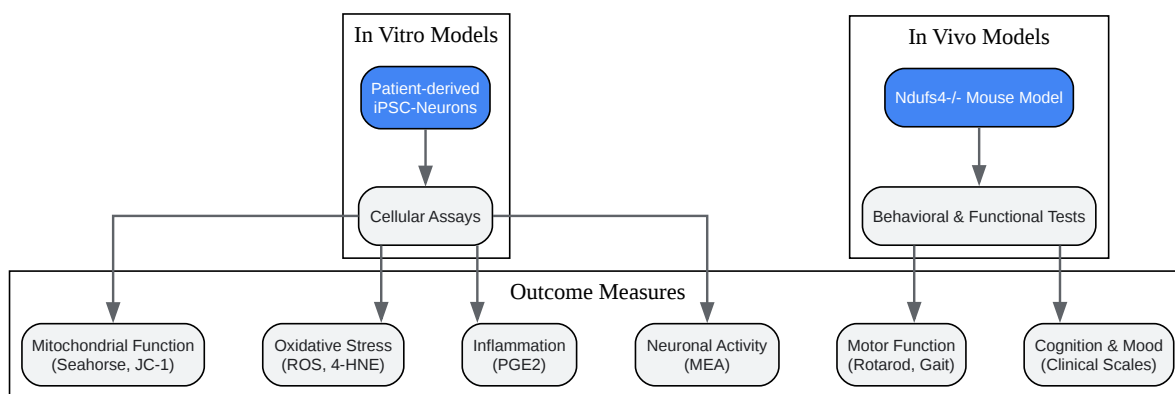 In Vitro Models
In Vivo Models
Patient-derived
iPSC-Neurons
Ndufs4-/- Mouse Model
Cellular Assays
Behavioral & Functional Tests
Outcome Measures
Mitochondrial Function
(Seahorse, JC-1)
Oxidative Stress
(ROS, 4-HNE)
Inflammation
(PGE2)
Neuronal Activity
(MEA)
Motor Function
(Rotarod, Gait)
Cognition & Mood
(Clinical Scales)